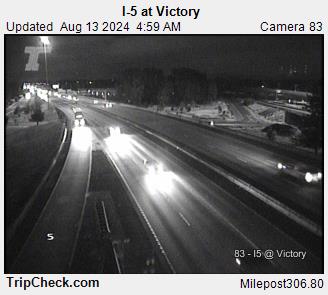 I-5 at Victory
Updated Aug 13 2024 4:59 AM Camera 83
T
S
83 - I5 @ Victory
TripCheck.com Milepost306.80